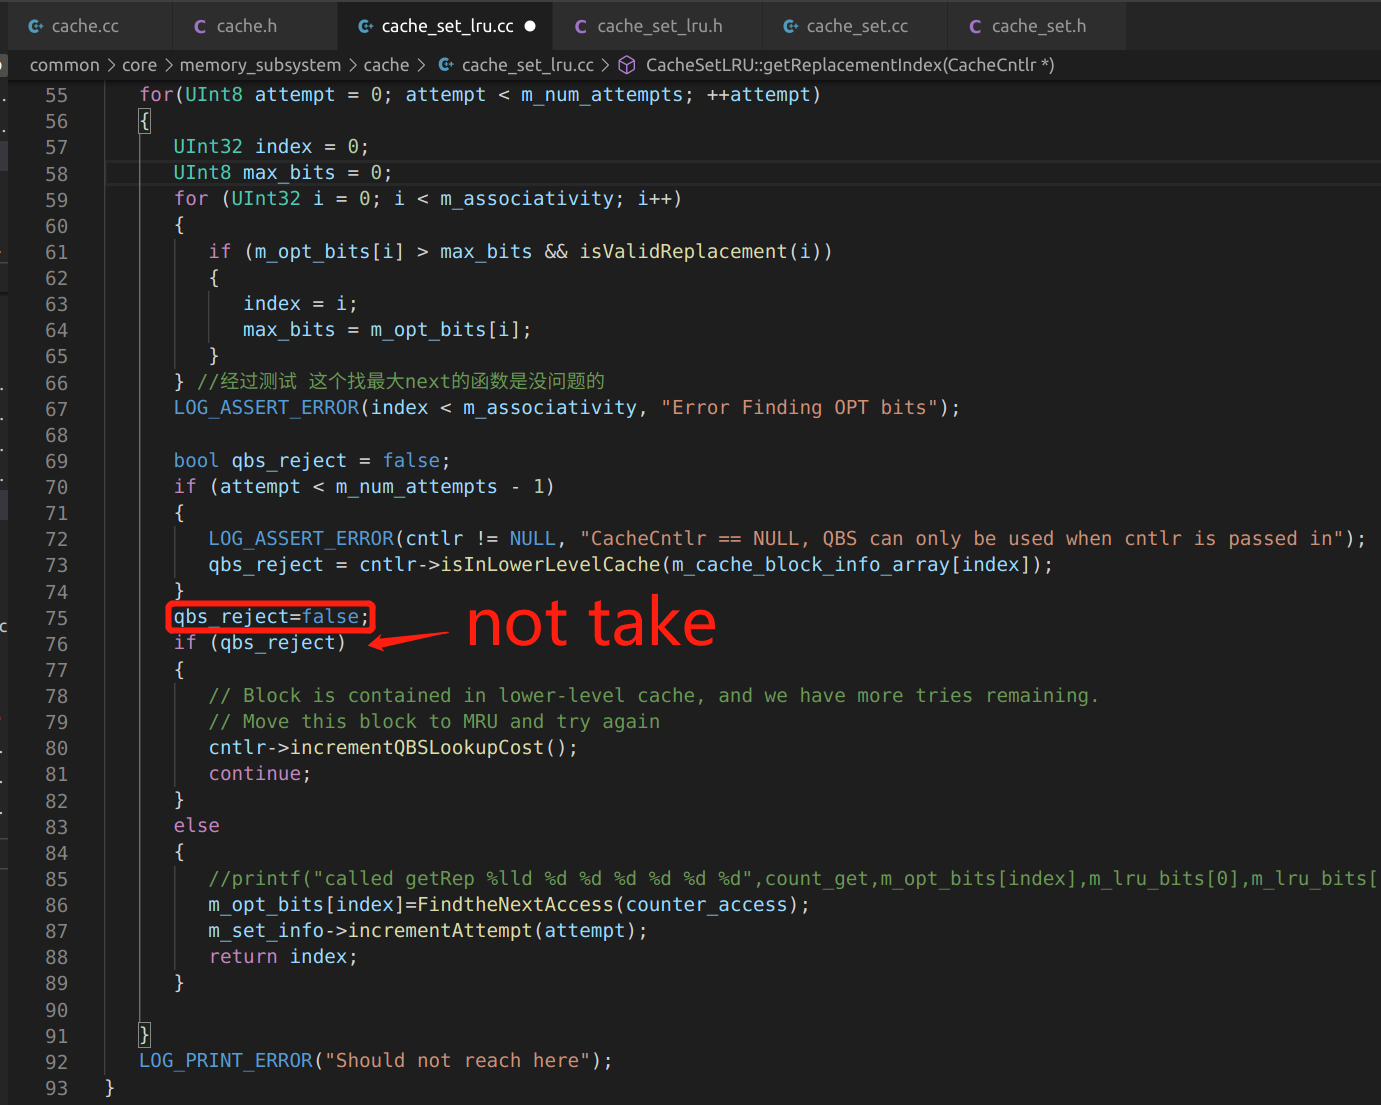 cache.cc cache.h cache_set_lru.cc cache_set_lru.h cache_set.cc cache_set.h
common > core > memory_subsystem > cache > cache_set_lru.cc > CacheSetLRU::getReplacementIndex(CacheCntlr *)
55 for(UInt8 attempt = 0; attempt < m_num_attempts; ++attempt)
56 {
57 UInt32 index = 0;
58 UInt8 max_bits = 0;
59 for (UInt32 i = 0; i < m_associativity; i++)
60 {
61 if (m_opt_bits[i] > max_bits && isValidReplacement(i))
62 {
63 index = i;
64 max_bits = m_opt_bits[i];
65 }
66 } //经过测试 这个找最大next的函数是没问题的
67 LOG_ASSERT_ERROR(index < m_associativity, "Error Finding OPT bits");
68
69 bool qbs_reject = false;
70 if (attempt < m_num_attempts - 1)
71 {
72 LOG_ASSERT_ERROR(cntlr != NULL, "CacheCntlr == NULL, QBS can only be used when cntlr is passed in");
73 qbs_reject = cntlr->isInLowerLevelCache(m_cache_block_info_array[index]);
74 }
75 qbs_reject=false;
not take
76 if (qbs_reject)
77 {
78 // Block is contained in lower-level cache, and we have more tries remaining.
79 // Move this block to MRU and try again
80 cntlr->incrementQBSLookupCost();
81 continue;
82 }
83 else
84 {
85 //printf("called getRep %lld %d %d %d %d %d %d",count_get,m_opt_bits[index],m_lru_bits[0],m_lru_bits[
86 m_opt_bits[index]=FindtheNextAccess(counter_access);
87 m_set_info->incrementAttempt(attempt);
88 return index;
89 }
90
91 }
92 LOG_PRINT_ERROR("Should not reach here");
93 }